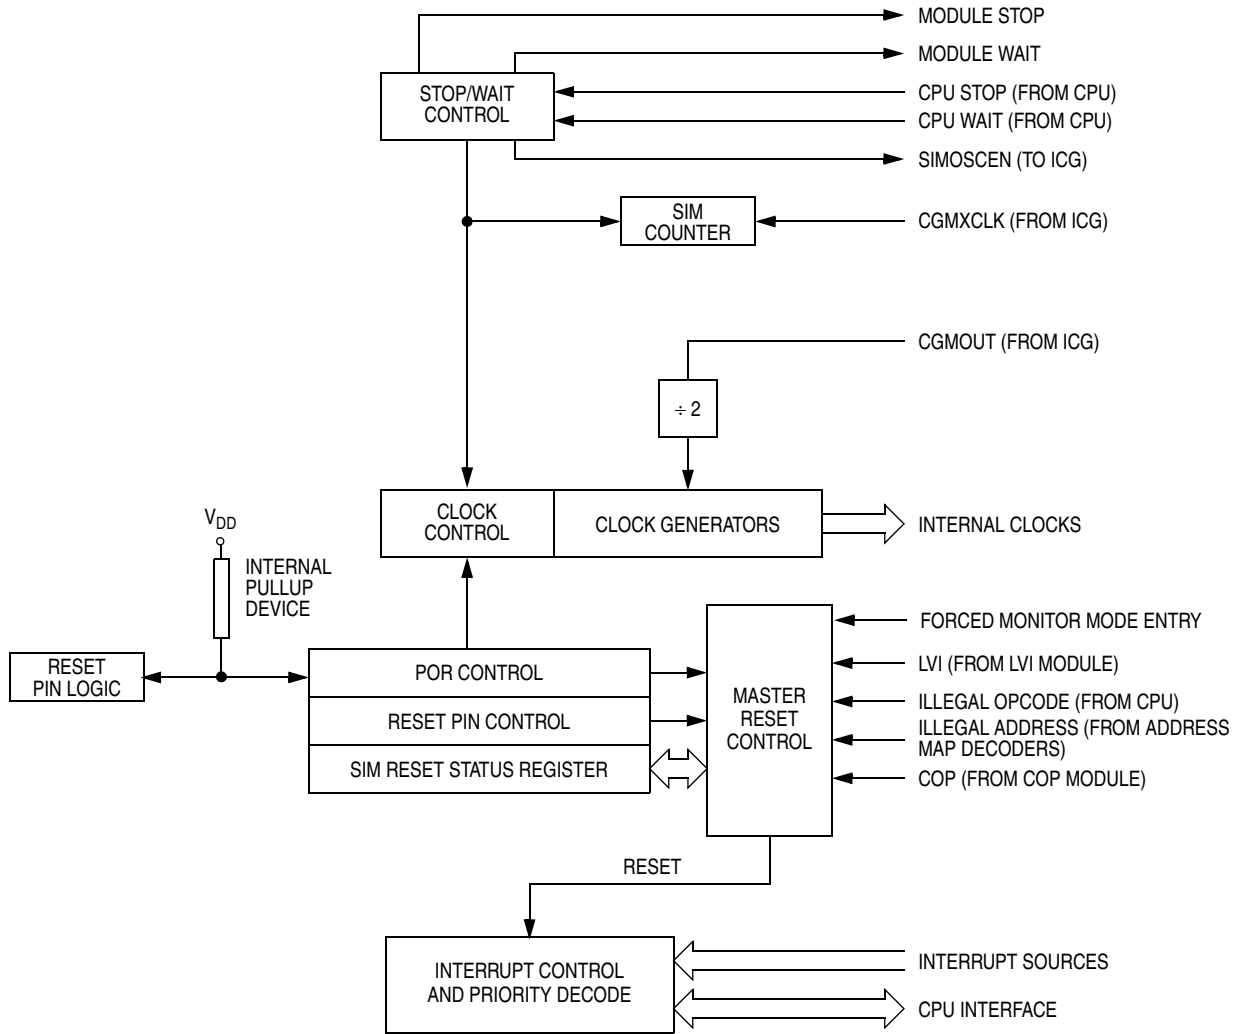 MODULE STOP
MODULE WAIT
STOP/WAIT
CONTROL
CPU STOP (FROM CPU)
CPU WAIT (FROM CPU)
SIMOSCEN (TO ICG)
SIM
COUNTER
CGMXCLK (FROM ICG)
CGMOUT (FROM ICG)
÷ 2
CLOCK
CONTROL
CLOCK GENERATORS
INTERNAL CLOCKS
VDD
INTERNAL
PULLUP
DEVICE
RESET
PIN LOGIC
POR CONTROL
RESET PIN CONTROL
SIM RESET STATUS REGISTER
MASTER
RESET
CONTROL
FORCED MONITOR MODE ENTRY
LVI (FROM LVI MODULE)
ILLEGAL OPCODE (FROM CPU)
ILLEGAL ADDRESS (FROM ADDRESS
MAP DECODERS)
COP (FROM COP MODULE)
RESET
INTERRUPT CONTROL
AND PRIORITY DECODE
INTERRUPT SOURCES
CPU INTERFACE